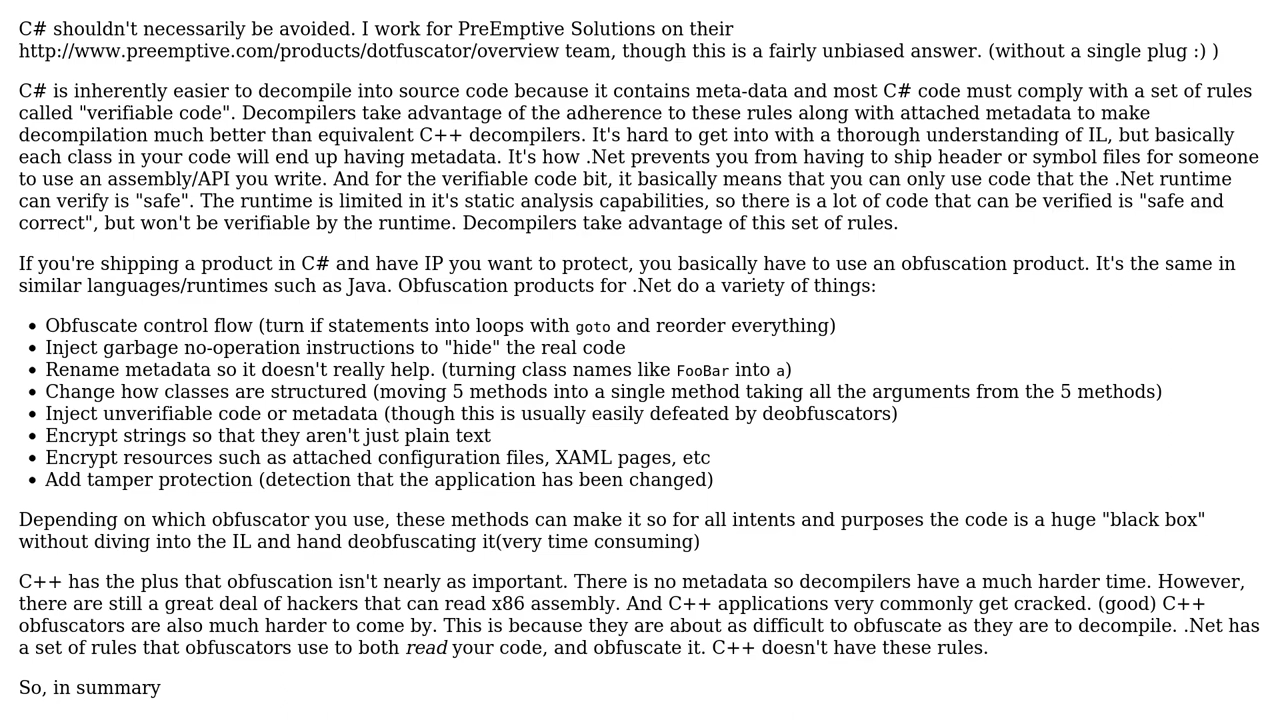 C# shouldn't necessarily be avoided. I work for PreEmptive Solutions on their
http://www.preemptive.com/products/dotfuscator/overview team, though this is a fairly unbiased answer. (without a single plug :) )
C# is inherently easier to decompile into source code because it contains meta-data and most C# code must comply with a set of rules
called "verifiable code". Decompilers take advantage of the adherence to these rules along with attached metadata to make
decompilation much better than equivalent C++ decompilers. It's hard to get into with a thorough understanding of IL, but basically
each class in your code will end up having metadata. It's how .Net prevents you from having to ship header or symbol files for someone
to use an assembly/API you write. And for the verifiable code bit, it basically means that you can only use code that the .Net runtime
can verify is "safe". The runtime is limited in it's static analysis capabilities, so there is a lot of code that can be verified is "safe and
correct", but won't be verifiable by the runtime. Decompilers take advantage of this set of rules.
If you're shipping a product in C# and have IP you want to protect, you basically have to use an obfuscation product. It's the same in
similar languages/runtimes such as Java. Obfuscation products for .Net do a variety of things:
• Obfuscate control flow (turn if statements into loops with goto and reorder everything)
• Inject garbage no-operation instructions to "hide" the real code
• Rename metadata so it doesn't really help. (turning class names like FooBar into a)
• Change how classes are structured (moving 5 methods into a single method taking all the arguments from the 5 methods)
• Inject unverifiable code or metadata (though this is usually easily defeated by deobfuscators)
• Encrypt strings so that they aren't just plain text
• Encrypt resources such as attached configuration files, XAML pages, etc
• Add tamper protection (detection that the application has been changed)
Depending on which obfuscator you use, these methods can make it so for all intents and purposes the code is a huge "black box"
without diving into the IL and hand deobfuscating it(very time consuming)
C++ has the plus that obfuscation isn't nearly as important. There is no metadata so decompilers have a much harder time. However,
there are still a great deal of hackers that can read x86 assembly. And C++ applications very commonly get cracked. (good) C++
obfuscators are also much harder to come by. This is because they are about as difficult to obfuscate as they are to decompile. .Net has
a set of rules that obfuscators use to both read your code, and obfuscate it. C++ doesn't have these rules.
So, in summary